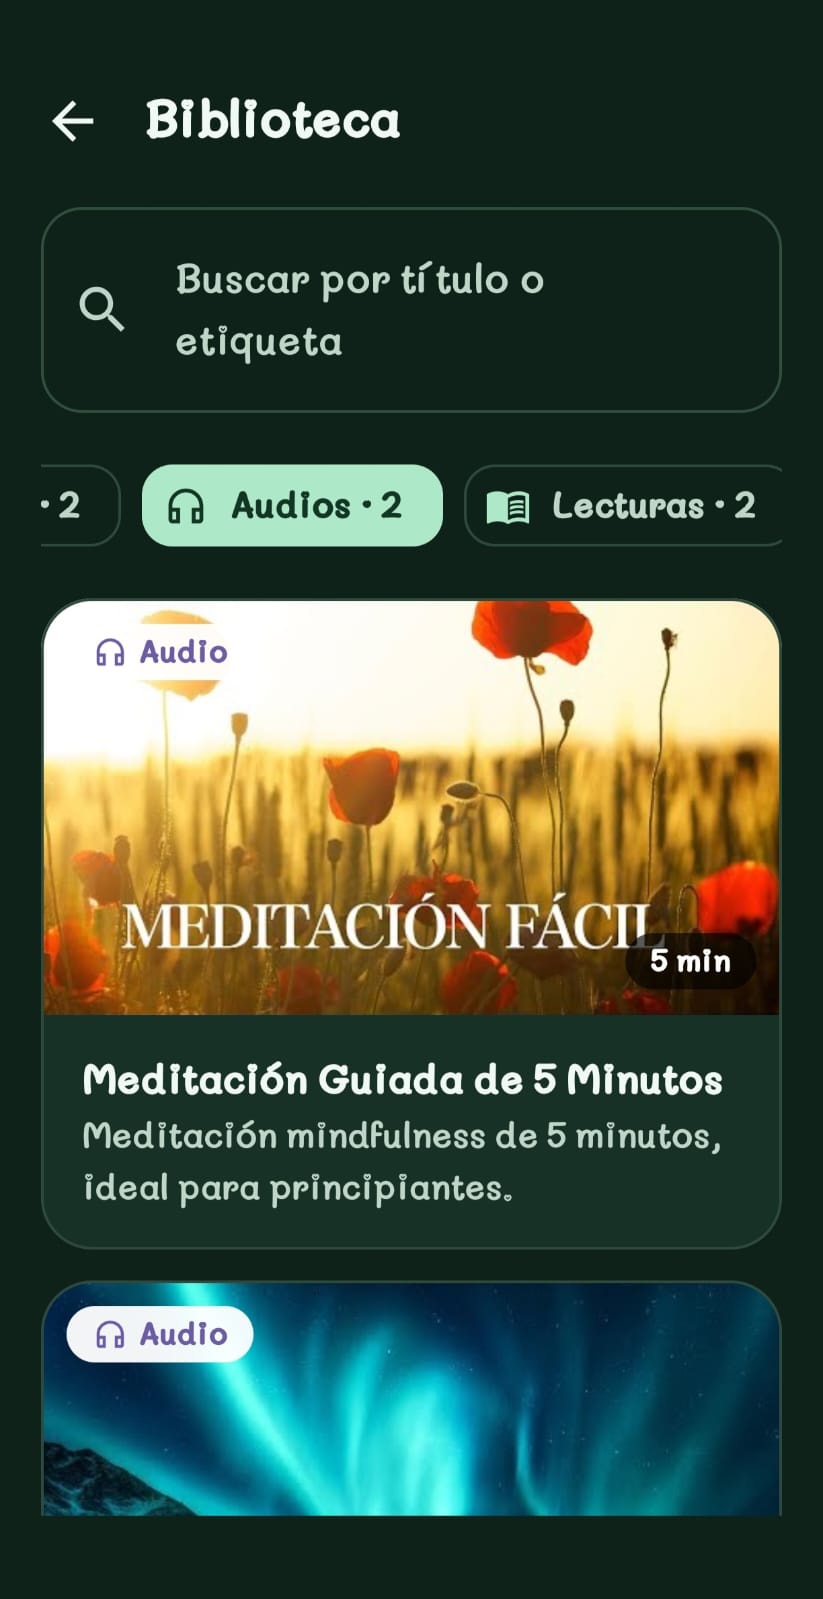 Biblioteca
Buscar por título o
etiqueta
· 2
Audios · 2
Lecturas · 2
Audio
MEDITACIÓN FÁCIL
5 min
Meditación Guiada de 5 Minutos
Meditación mindfulness de 5 minutos,
ideal para principiantes.
Audio